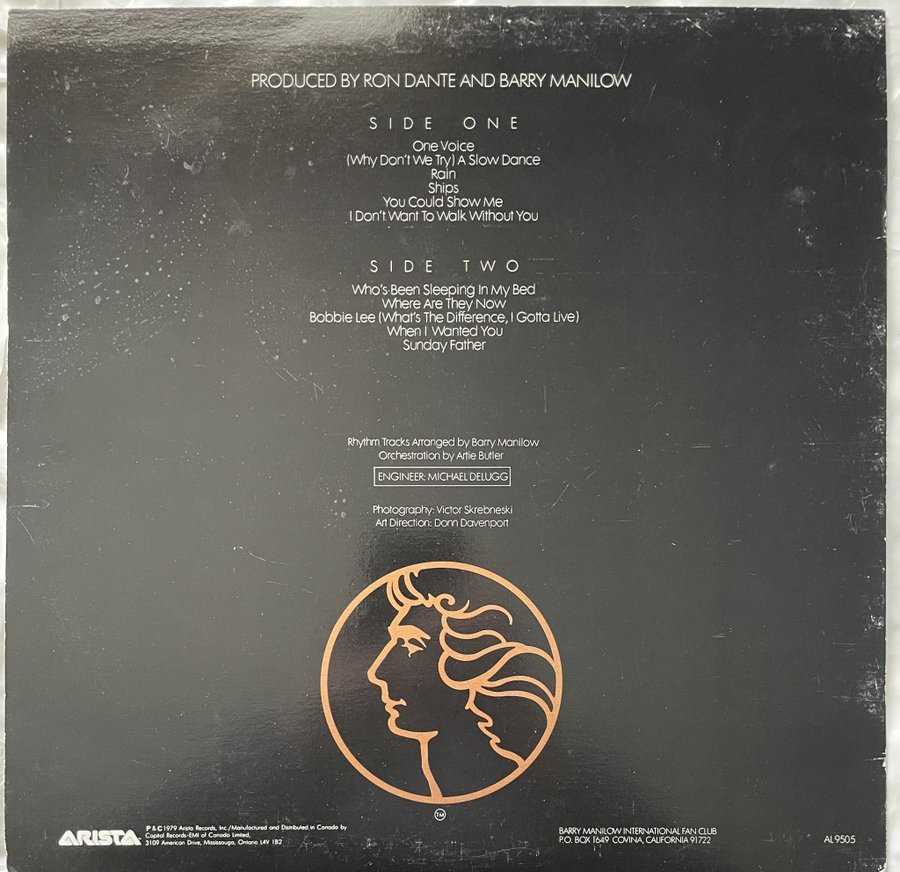 PRODUCED BY RON DANTE AND BARRY MANILOW
SIDE ONE
One Voice
(Why Don't We Try) A Slow Dance
Rain
Ships
You Could Show Me
I Don't Want To Walk Without You
SIDE TWO
Who's Been Sleeping In My Bed
Where Are They Now
Bobbie Lee (What's The Difference, I Gotta Live)
When I Wanted You
Sunday Father
Rhythm Tracks Arranged by Barry Manilow
Orchestration by Artie Butler
ENGINEER: MICHAEL DELUGG
Photography: Victor Skrebneski
Art Direction: Donn Davenport
TM
ARISTA
℗ & © 1979 Arista Records, Inc./Manufactured and Distributed in Canada by
Capitol Records-EMI of Canada Limited,
3109 American Drive, Mississauga, Ontario L4V 1B2
BARRY MANILOW INTERNATIONAL FAN CLUB
P.O. BOX 1649 COVINA, CALIFORNIA 91722
AL 9505